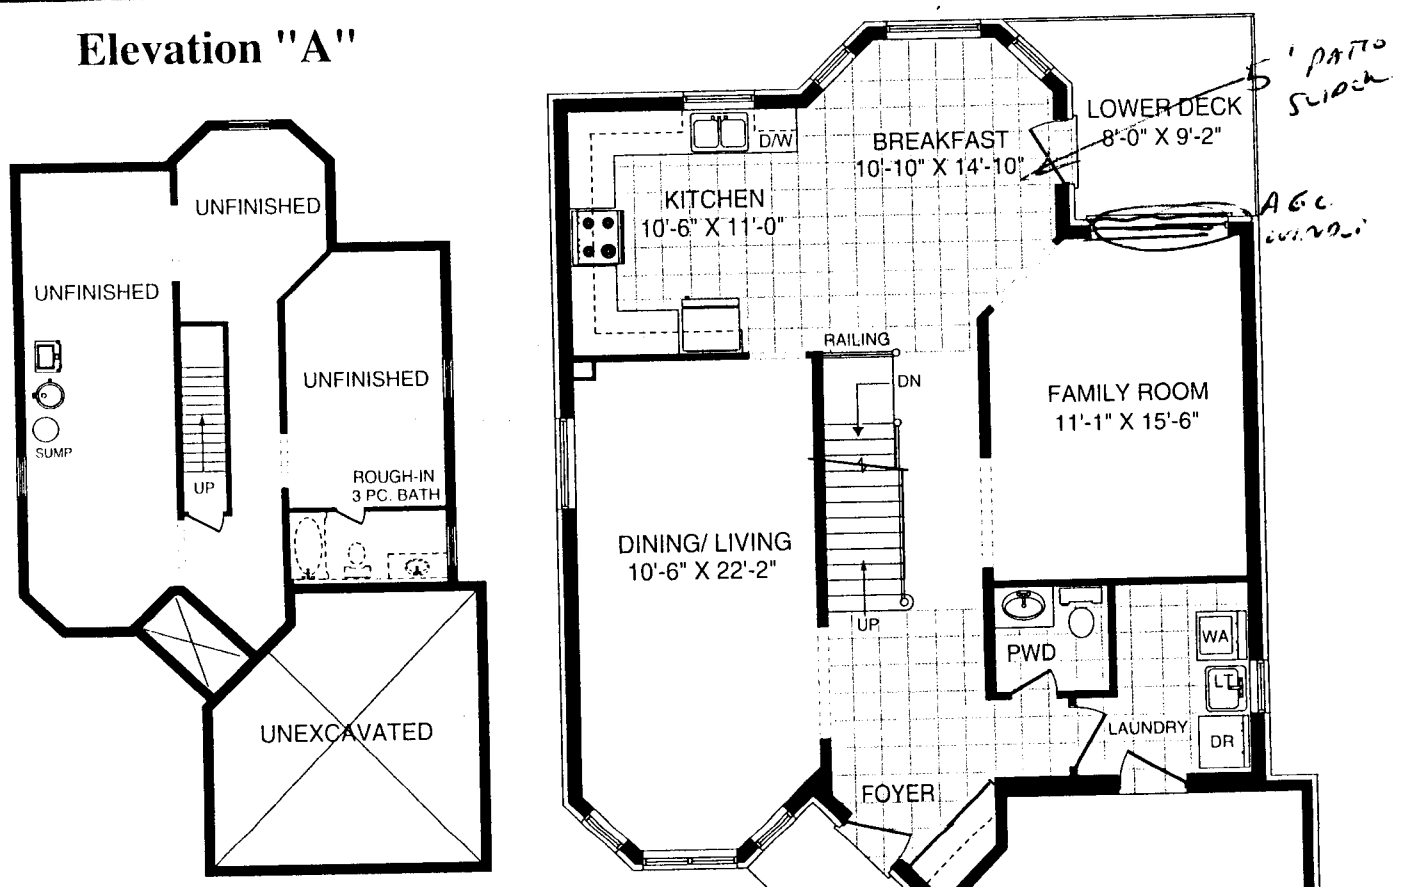 Elevation "A"
UNFINISHED
UNFINISHED
UNFINISHED
SUMP
UP
ROUGH-IN
3 PC. BATH
UNEXCAVATED
D/W
KITCHEN
10'-6" X 11'-0"
BREAKFAST
10'-10" X 14'-10"
LOWER DECK
8'-0" X 9'-2"
5' PATIO
SLIDER
RAILING
DN
FAMILY ROOM
11'-1" X 15'-6"
DINING/ LIVING
10'-6" X 22'-2"
UP
PWD
WA
LT
DR
LAUNDRY
FOYER